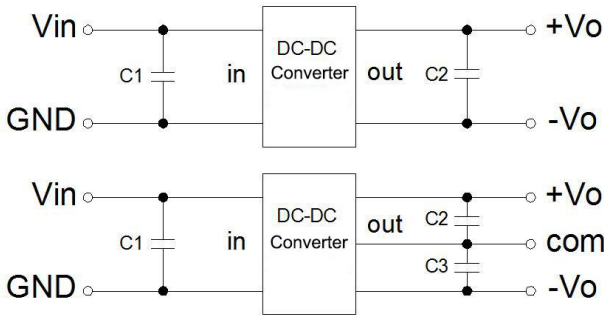 Vin
+Vo
DC-DC
Converter
C1
in
out
C2
GND
-Vo
Vin
+Vo
DC-DC
Converter
C1
in
out
C2
com
C3
GND
-Vo